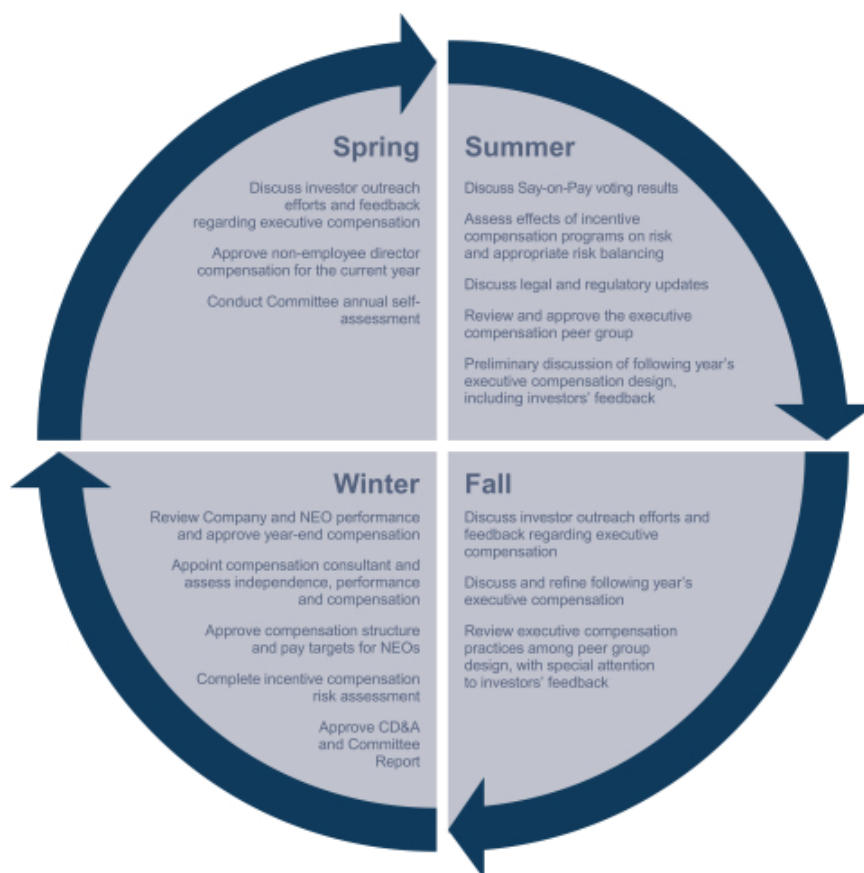 Spring
Discuss investor outreach
efforts and feedback
regarding executive compensation
Approve non-employee director
compensation for the current year
Conduct Committee annual self-
assessment
Summer
Discuss Say-on-Pay voting results
Assess effects of incentive
compensation programs on risk
and appropriate risk balancing
Discuss legal and regulatory updates
Review and approve the executive
compensation peer group
Preliminary discussion of following year's
executive compensation design,
including investors' feedback
Winter
Review Company and NEO performance
and approve year-end compensation
Appoint compensation consultant and
assess independence, performance
and compensation
Approve compensation structure
and pay targets for NEOs
Complete incentive compensation
risk assessment
Approve CD&A
and Committee
Report
Fall
Discuss investor outreach efforts and
feedback regarding executive
compensation
Discuss and refine following year's
executive compensation
Review executive compensation
practices among peer group
design, with special attention
to investors' feedback